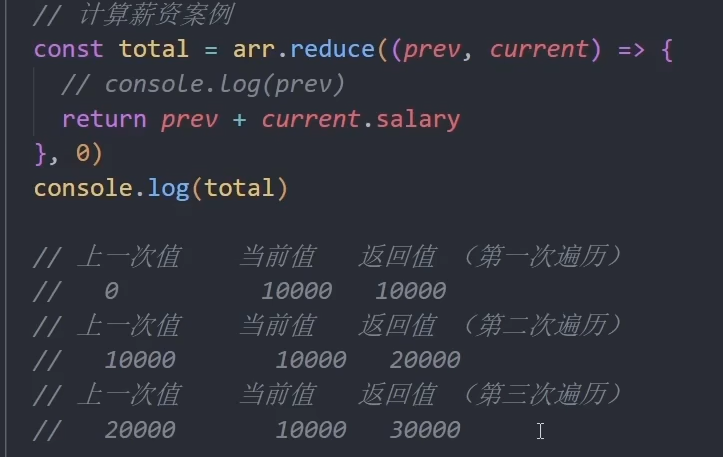 // 计算薪资案例
const total = arr.reduce((prev, current) => {
// console.log(prev)
return prev + current.salary
}, 0)
console.log(total)
// 上一次值 当前值 返回值 （第一次遍历）
// 0 10000 10000
// 上一次值 当前值 返回值 （第二次遍历）
// 10000 10000 20000
// 上一次值 当前值 返回值 （第三次遍历）
// 20000 10000 30000